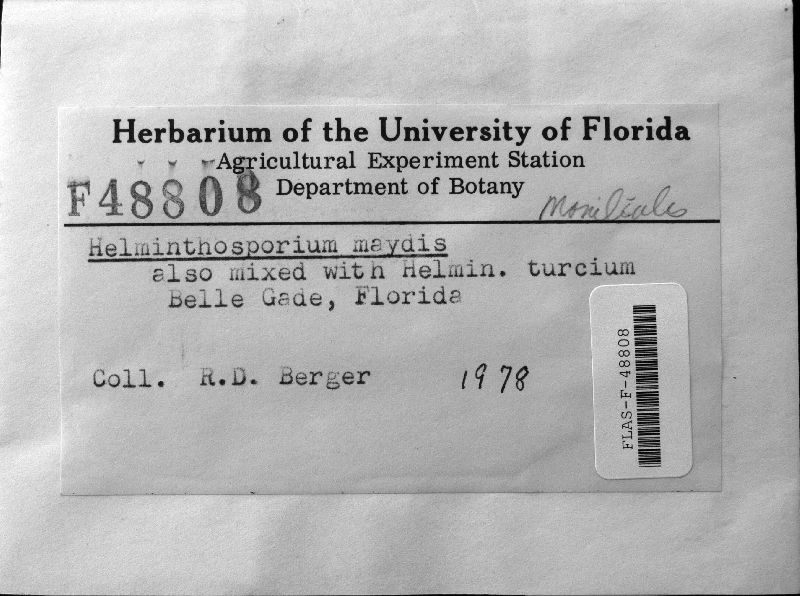 Herbarium of the University of Florida
Agricultural Experiment Station
F48808 Department of Botany
Moniliales
Helminthosporium maydis
also mixed with Helmin. turcium
Belle Gade, Florida
Coll. R.D. Berger 1978
FLAS-F-48808